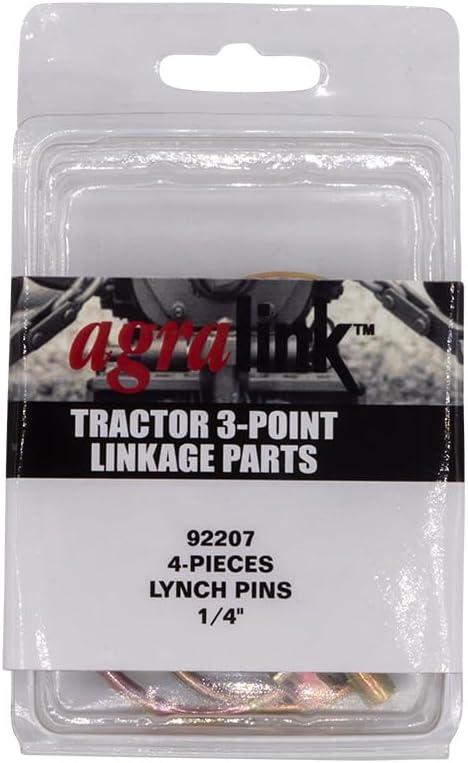 agralink™
TRACTOR 3-POINT
LINKAGE PARTS
92207
4-PIECES
LYNCH PINS
1/4"